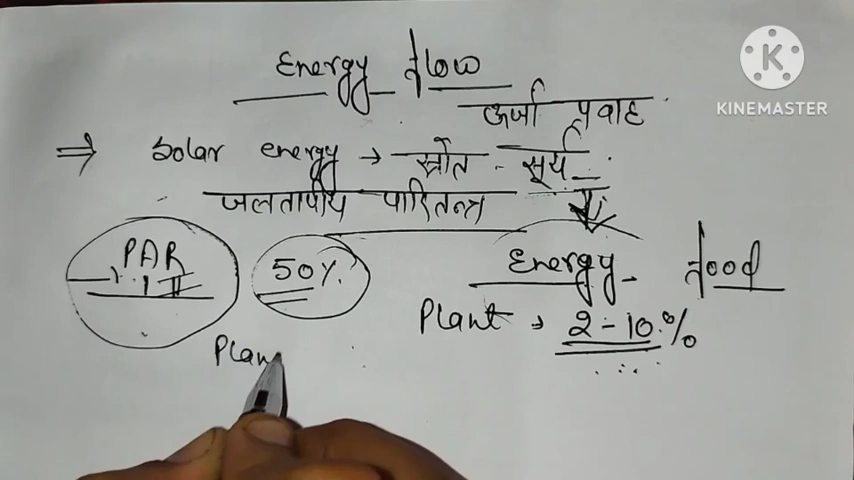 Energy flow
ऊर्जा प्रवाह
⇒ Solar energy → स्रोत - सूर्य
जलतापीय पारितन्त्र
PAR 50%. Energy - food
Plant → 2-10.%
Plan
K
KINEMASTER